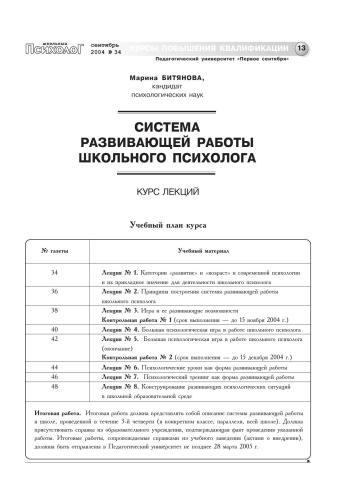 ШКОЛЬНЫЙ
ПСИХОЛОГ
сентябрь
2004 № 34
КУРСЫ ПОВЫШЕНИЯ КВАЛИФИКАЦИИ
13
Педагогический университет «Первое сентября»
Марина БИТЯНОВА,
кандидат
психологических наук
СИСТЕМА
РАЗВИВАЮЩЕЙ РАБОТЫ
ШКОЛЬНОГО ПСИХОЛОГА
КУРС ЛЕКЦИЙ
Учебный план курса
№ газеты
Учебный материал
34
Лекция № 1. Категории «развитие» и «возраст» в современной психологии
и их прикладное значение для деятельности школьного психолога
36
Лекция № 2. Принципы построения системы развивающей работы
школьного психолога
38
Лекция № 3. Игра и ее развивающие возможности
Контрольная работа № 1 (срок выполнения — до 15 ноября 2004 г.)
40
Лекция № 4. Большая психологическая игра в работе школьного психолога
42
Лекция № 5. Большая психологическая игра в работе школьного психолога
(окончание)
Контрольная работа № 2 (срок выполнения — до 15 декабря 2004 г.)
44
Лекция № 6. Психологические уроки как форма развивающей работы
46
Лекция № 7. Психологический тренинг как форма развивающей работы
48
Лекция № 8. Конструирование развивающих психологических ситуаций
в школьной образовательной среде
Итоговая работа. Итоговая работа должна представлять собой описание системы развивающей работы
в школе, проведенной в течение 3-й четверти (в конкретном классе, параллели, всей школе). Должна
присутствовать справка из образовательного учреждения, подтверждающая факт проведения указанной
работы. Итоговые работы, сопровождаемые справками из учебного заведения (актами о внедрении),
должны быть отправлены в Педагогический университет не позднее 28 марта 2005 г.